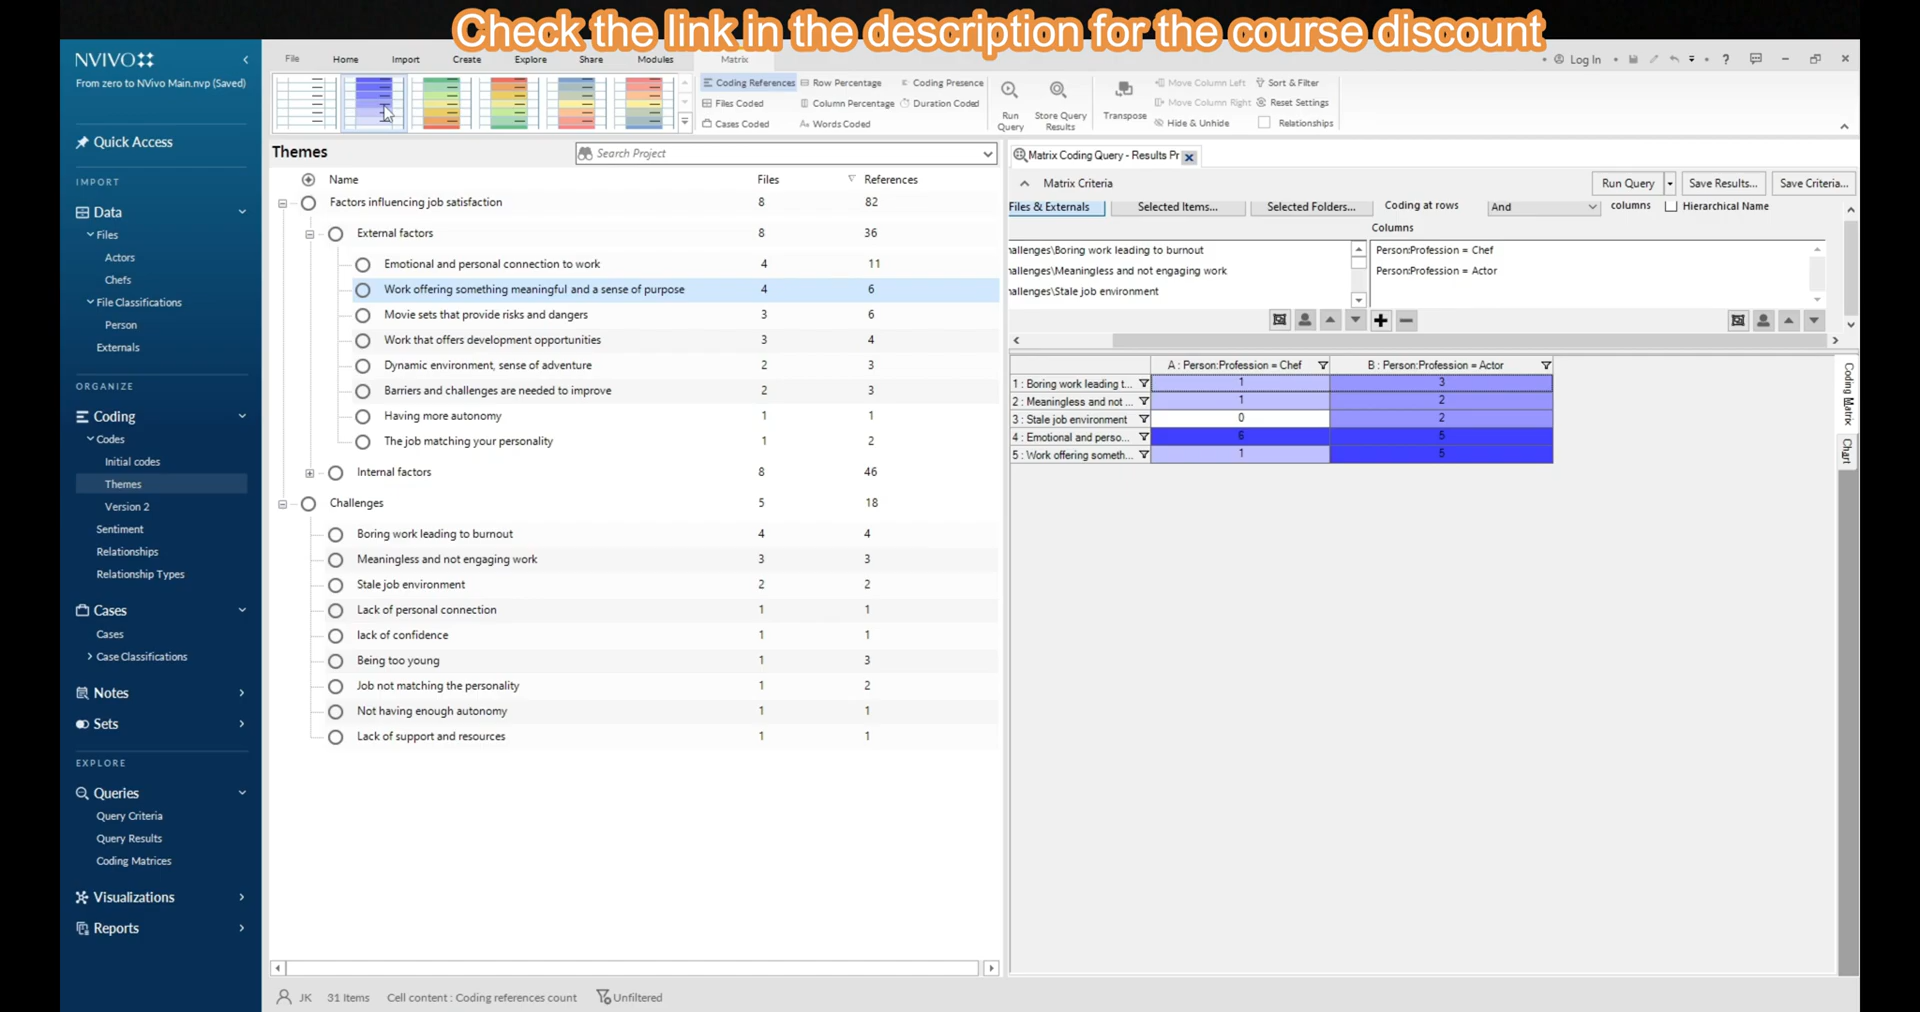 Check the link in the description for the course discount
NVIVO
From zero to NVivo Main.nvp (Saved)
Quick Access
IMPORT
Data
Files
Actors
Chefs
File Classifications
Person
Externals
ORGANIZE
Coding
Codes
Initial codes
Themes
Version 2
Sentiment
Relationships
Relationship Types
Cases
Cases
Case Classifications
Notes
Sets
EXPLORE
Queries
Query Criteria
Query Results
Coding Matrices
Visualizations
Reports
File Home Import Create Explore Share Modules Matrix
Log In
Coding References Row Percentage Coding Presence
Files Coded Column Percentage Duration Coded
Cases Coded Words Coded
Run Query
Store Query Results
Transpose
Move Column Left Sort & Filter
Move Column Right Reset Settings
Hide & Unhide Relationships
Themes
Search Project
Name Files References
Factors influencing job satisfaction 8 82
External factors 8 36
Emotional and personal connection to work 4 11
Work offering something meaningful and a sense of purpose 4 6
Movie sets that provide risks and dangers 3 6
Work that offers development opportunities 3 4
Dynamic environment, sense of adventure 2 3
Barriers and challenges are needed to improve 2 3
Having more autonomy 1 1
The job matching your personality 1 2
Internal factors 8 46
Challenges 5 18
Boring work leading to burnout 4 4
Meaningless and not engaging work 3 3
Stale job environment 2 2
Lack of personal connection 1 1
lack of confidence 1 1
Being too young 1 3
Job not matching the personality 1 2
Not having enough autonomy 1 1
Lack of support and resources 1 1
Matrix Coding Query - Results Pr
Matrix Criteria Run Query Save Results... Save Criteria...
Files & Externals Selected Items... Selected Folders... Coding at rows And columns Hierarchical Name
Columns
hallenges\Boring work leading to burnout
hallenges\Meaningless and not engaging work
hallenges\Stale job environment
Person:Profession = Chef
Person:Profession = Actor
A : Person:Profession = Chef B : Person:Profession = Actor
1 : Boring work leading t... 1 3
2 : Meaningless and not ... 1 2
3 : Stale job environment 0 2
4 : Emotional and perso... 6 5
5 : Work offering someth... 1 5
Coding Matrix
Chart
JK 31 Items Cell content : Coding references count Unfiltered